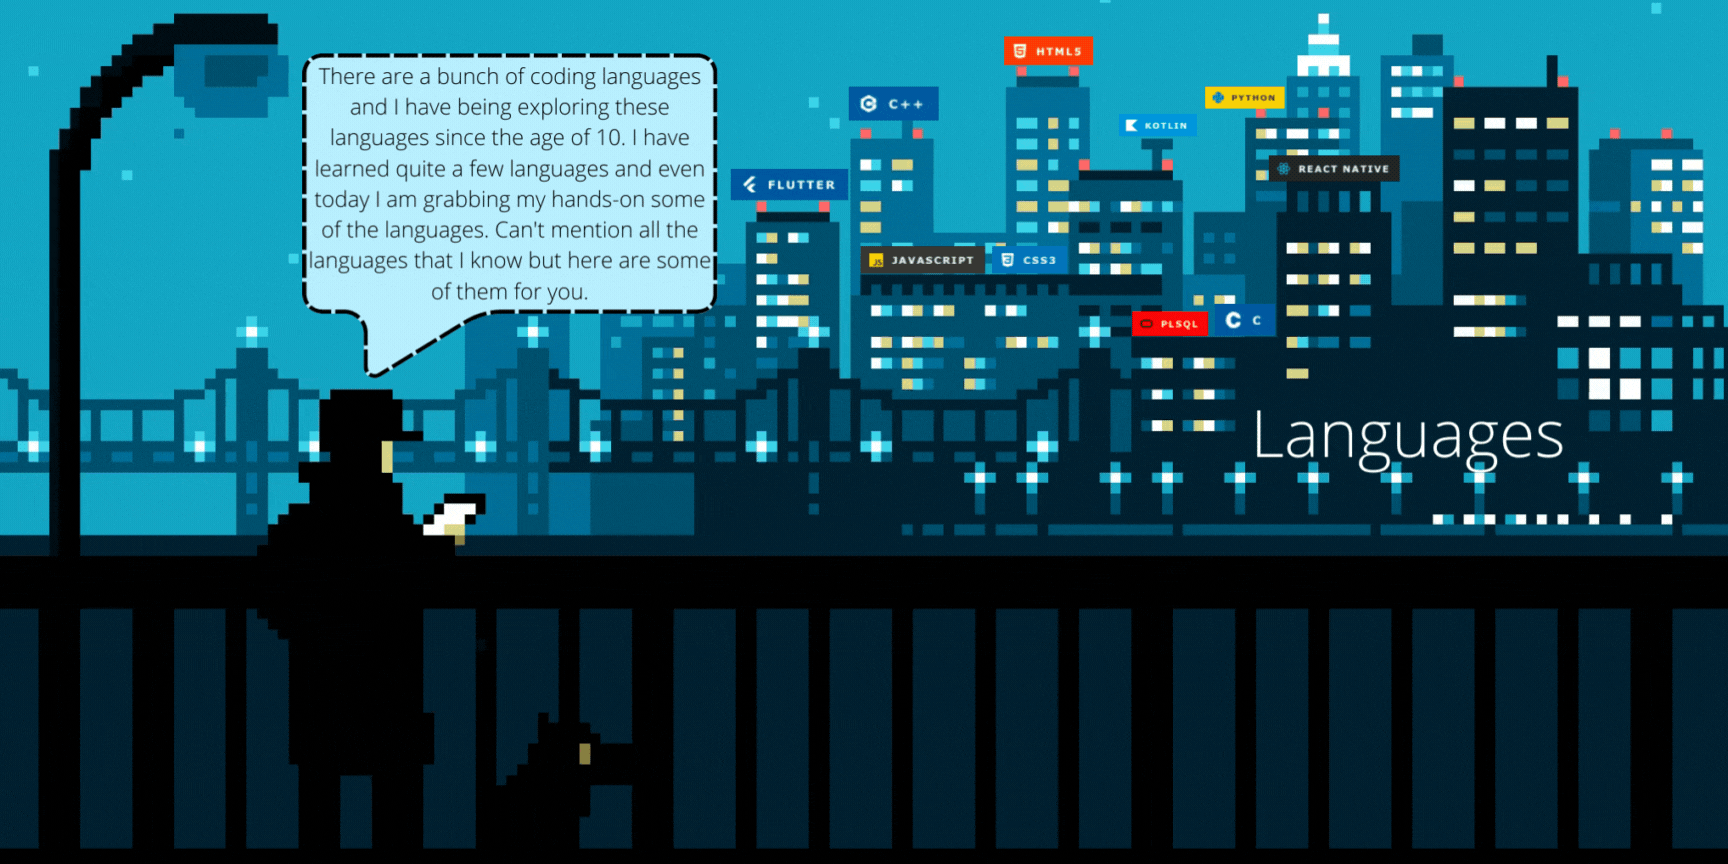 There are a bunch of coding languages
and I have being exploring these
languages since the age of 10. I have
learned quite a few languages and even
today I am grabbing my hands-on some
of the languages. Can't mention all the
languages that I know but here are some
of them for you.
HTML5
C++
PYTHON
KOTLIN
REACT NATIVE
FLUTTER
JAVASCRIPT
CSS3
PLSQL
C
Languages